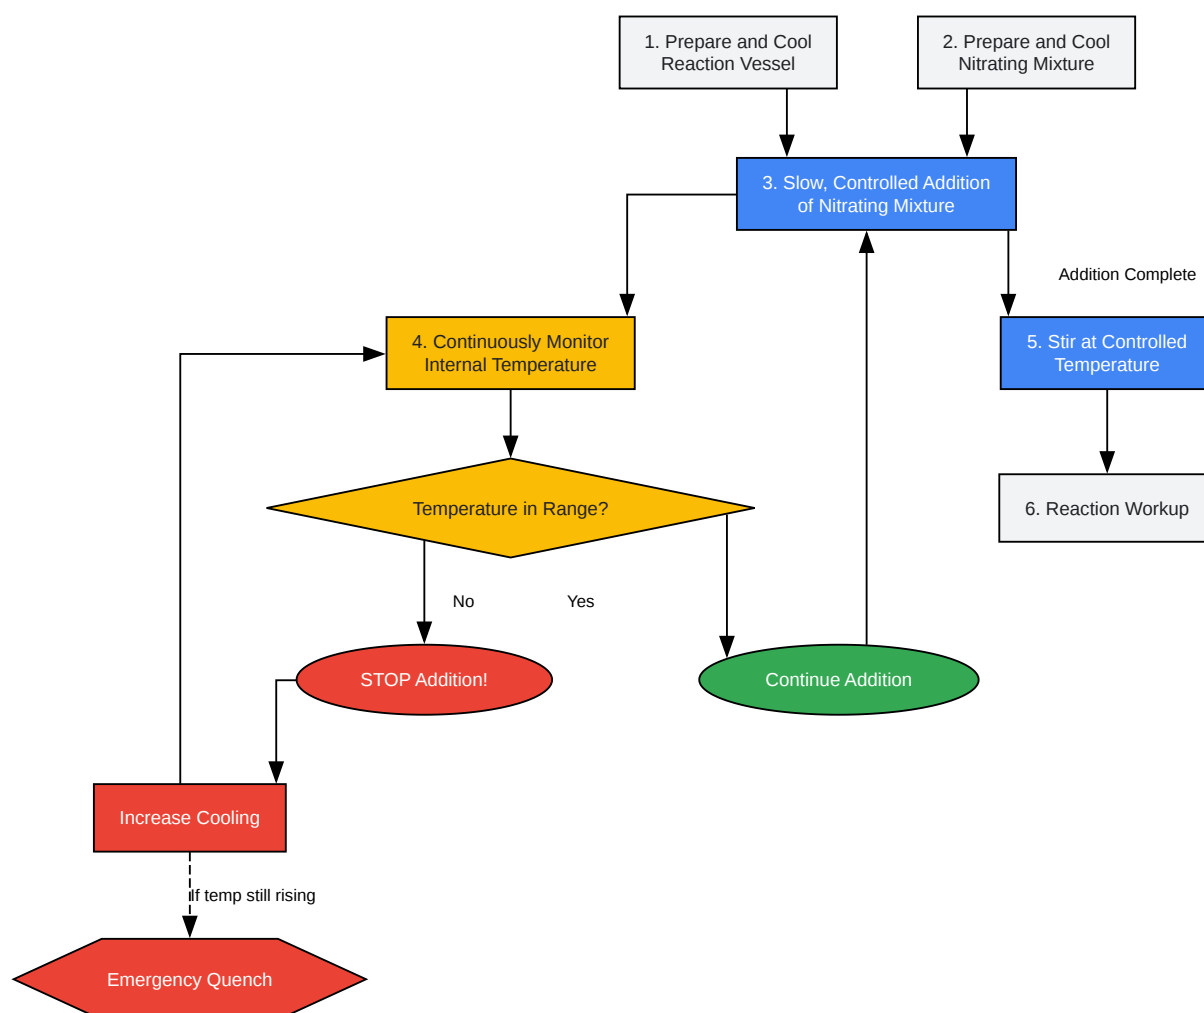 1. Prepare and Cool
Reaction Vessel
2. Prepare and Cool
Nitrating Mixture
3. Slow, Controlled Addition
of Nitrating Mixture
Addition Complete
4. Continuously Monitor
Internal Temperature
5. Stir at Controlled
Temperature
Temperature in Range?
6. Reaction Workup
No
Yes
STOP Addition!
Continue Addition
Increase Cooling
If temp still rising
Emergency Quench